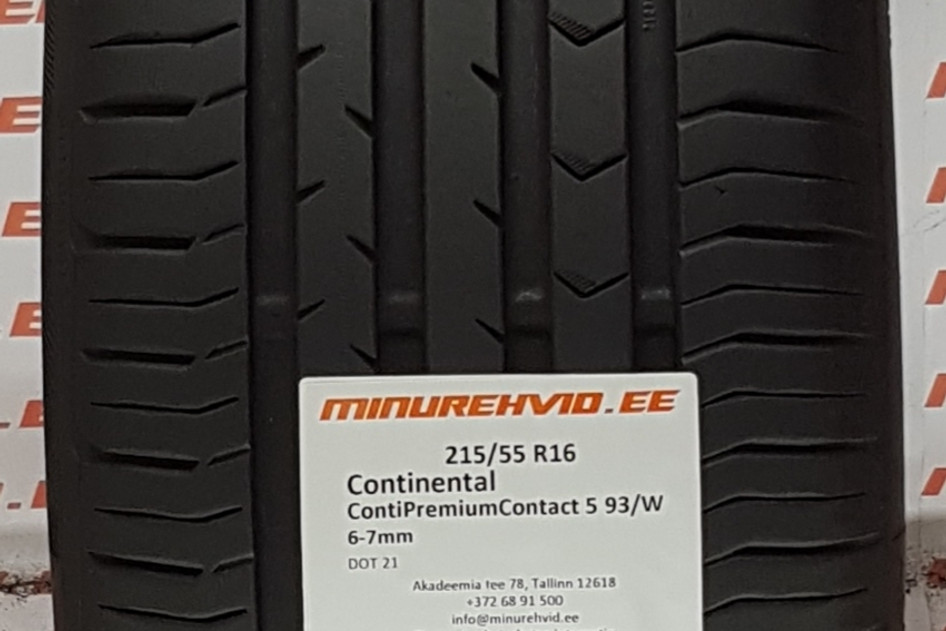 MINUREHVID.EE
215/55 R16
Continental
ContiPremiumContact 5 93/W
6-7mm
DOT 21
Akadeemia tee 78, Tallinn 12618
+372 68 91 500
info@minurehvid.ee